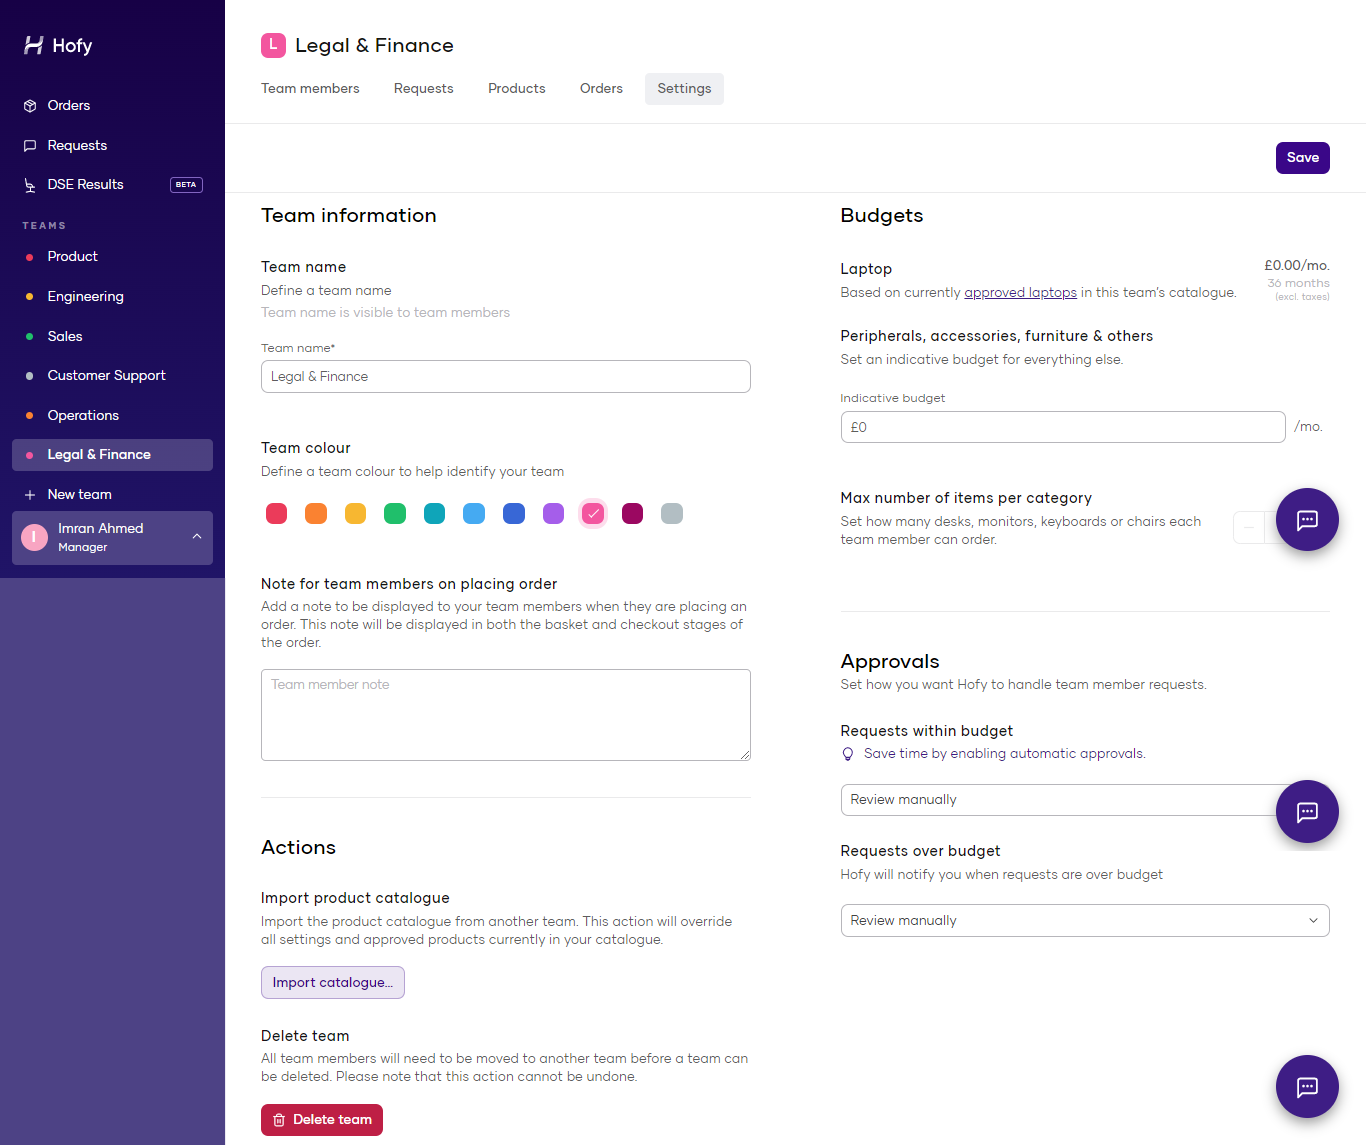 Hofy
Orders
Requests
DSE Results
BETA
TEAMS
Product
Engineering
Sales
Customer Support
Operations
Legal & Finance
New team
I
Imran Ahmed
Manager
L
Legal & Finance
Team members
Requests
Products
Orders
Settings
Save
Team information
Team name
Define a team name
Team name is visible to team members
Team name*
Legal & Finance
Team colour
Define a team colour to help identify your team
Note for team members on placing order
Add a note to be displayed to your team members when they are placing an
order. This note will be displayed in both the basket and checkout stages of
the order.
Team member note
Actions
Import product catalogue
Import the product catalogue from another team. This action will override
all settings and approved products currently in your catalogue.
Import catalogue...
Delete team
All team members will need to be moved to another team before a team can
be deleted. Please note that this action cannot be undone.
Delete team
Budgets
Laptop
£0.00/mo.
Based on currently approved laptops in this team's catalogue.
36 months
(excl. taxes)
Peripherals, accessories, furniture & others
Set an indicative budget for everything else.
Indicative budget
£0
/mo.
Max number of items per category
Set how many desks, monitors, keyboards or chairs each
team member can order.
Approvals
Set how you want Hofy to handle team member requests.
Requests within budget
Save time by enabling automatic approvals.
Review manually
Requests over budget
Hofy will notify you when requests are over budget
Review manually